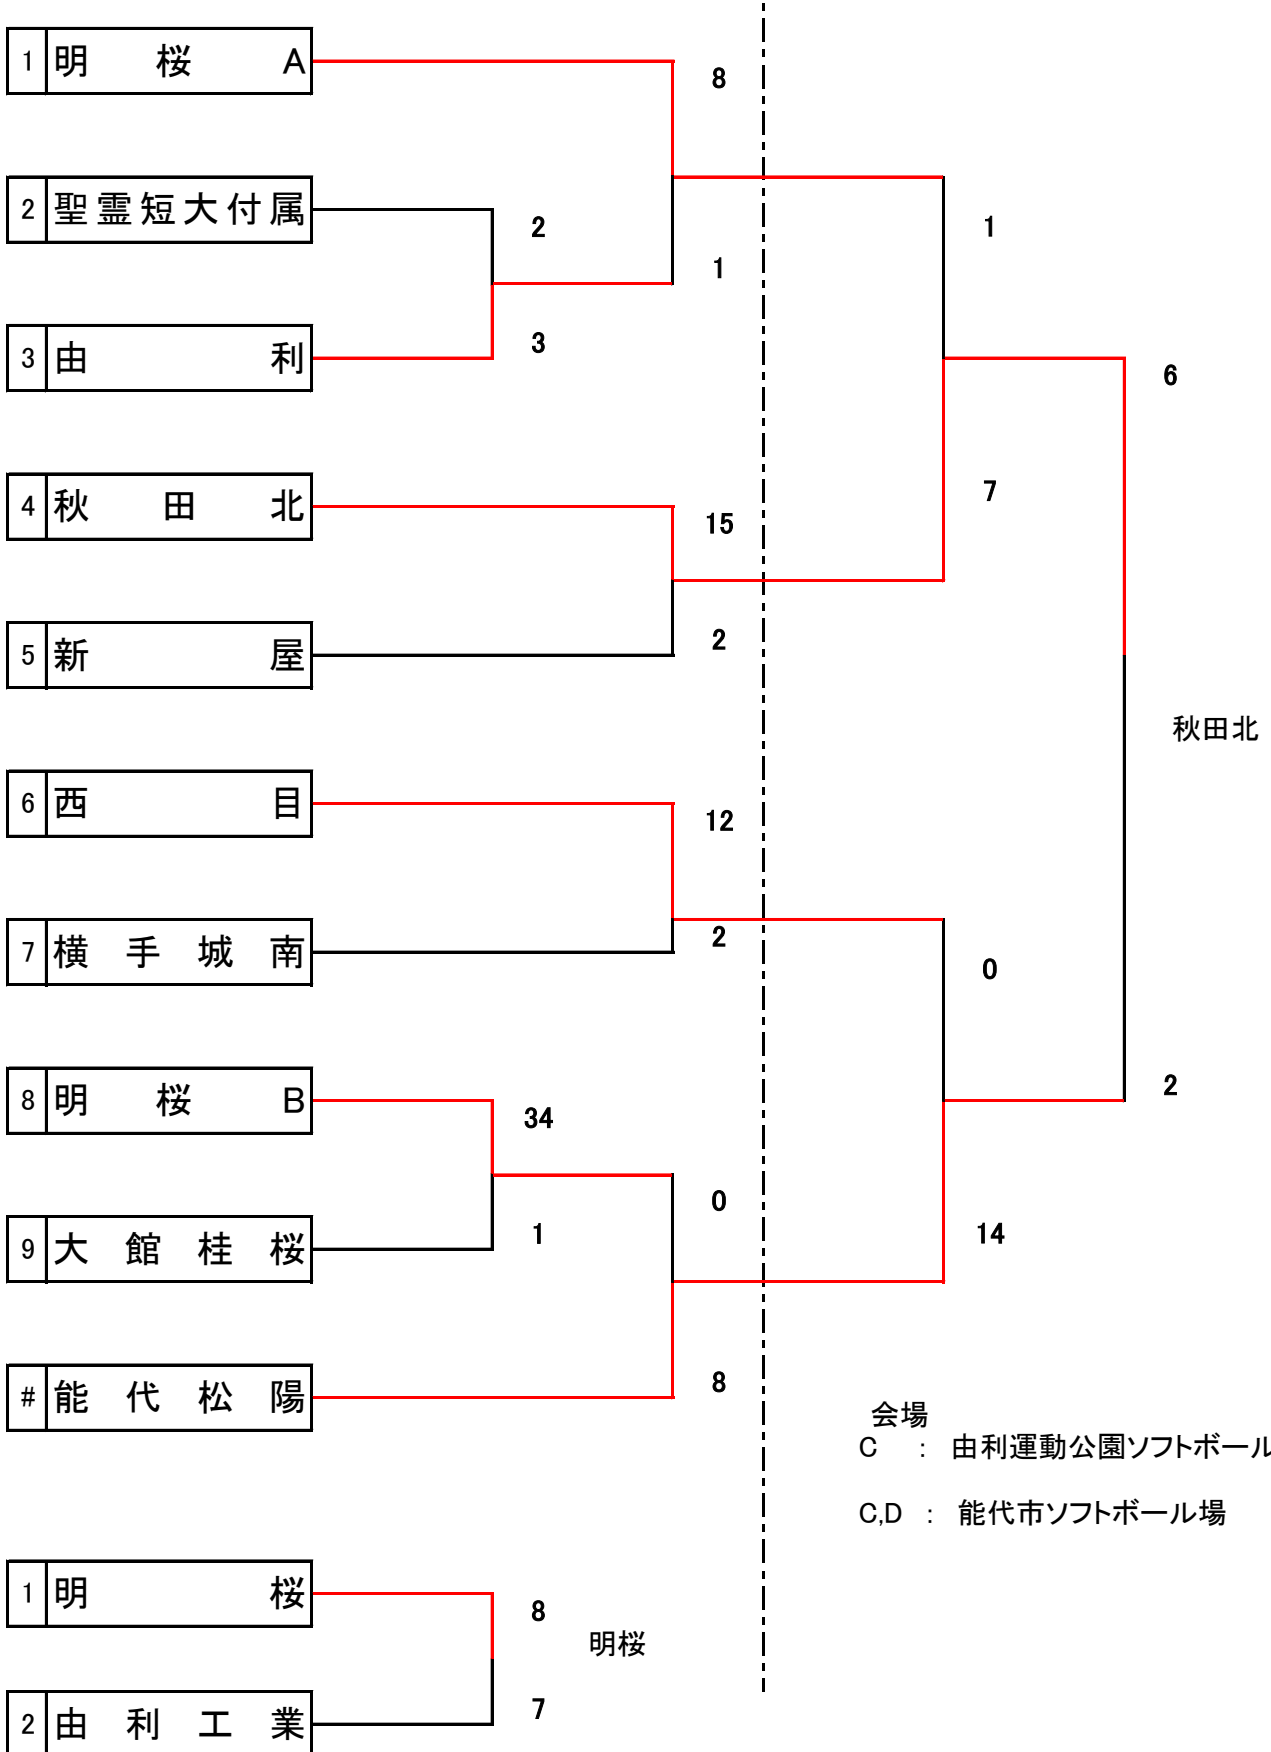 1 明桜A
8
2 聖霊短大付属
2
1
1
3 由利
3
6
4 秋田北
15
7
5 新屋
2
秋田北
6 西目
12
7 横手城南
2
0
8 明桜B
34
2
0
9 大館桂桜
1
14
# 能代松陽
8
会場
C : 由利運動公園ソフトボール
C,D : 能代市ソフトボール場
1 明桜
8
明桜
2 由利工業
7